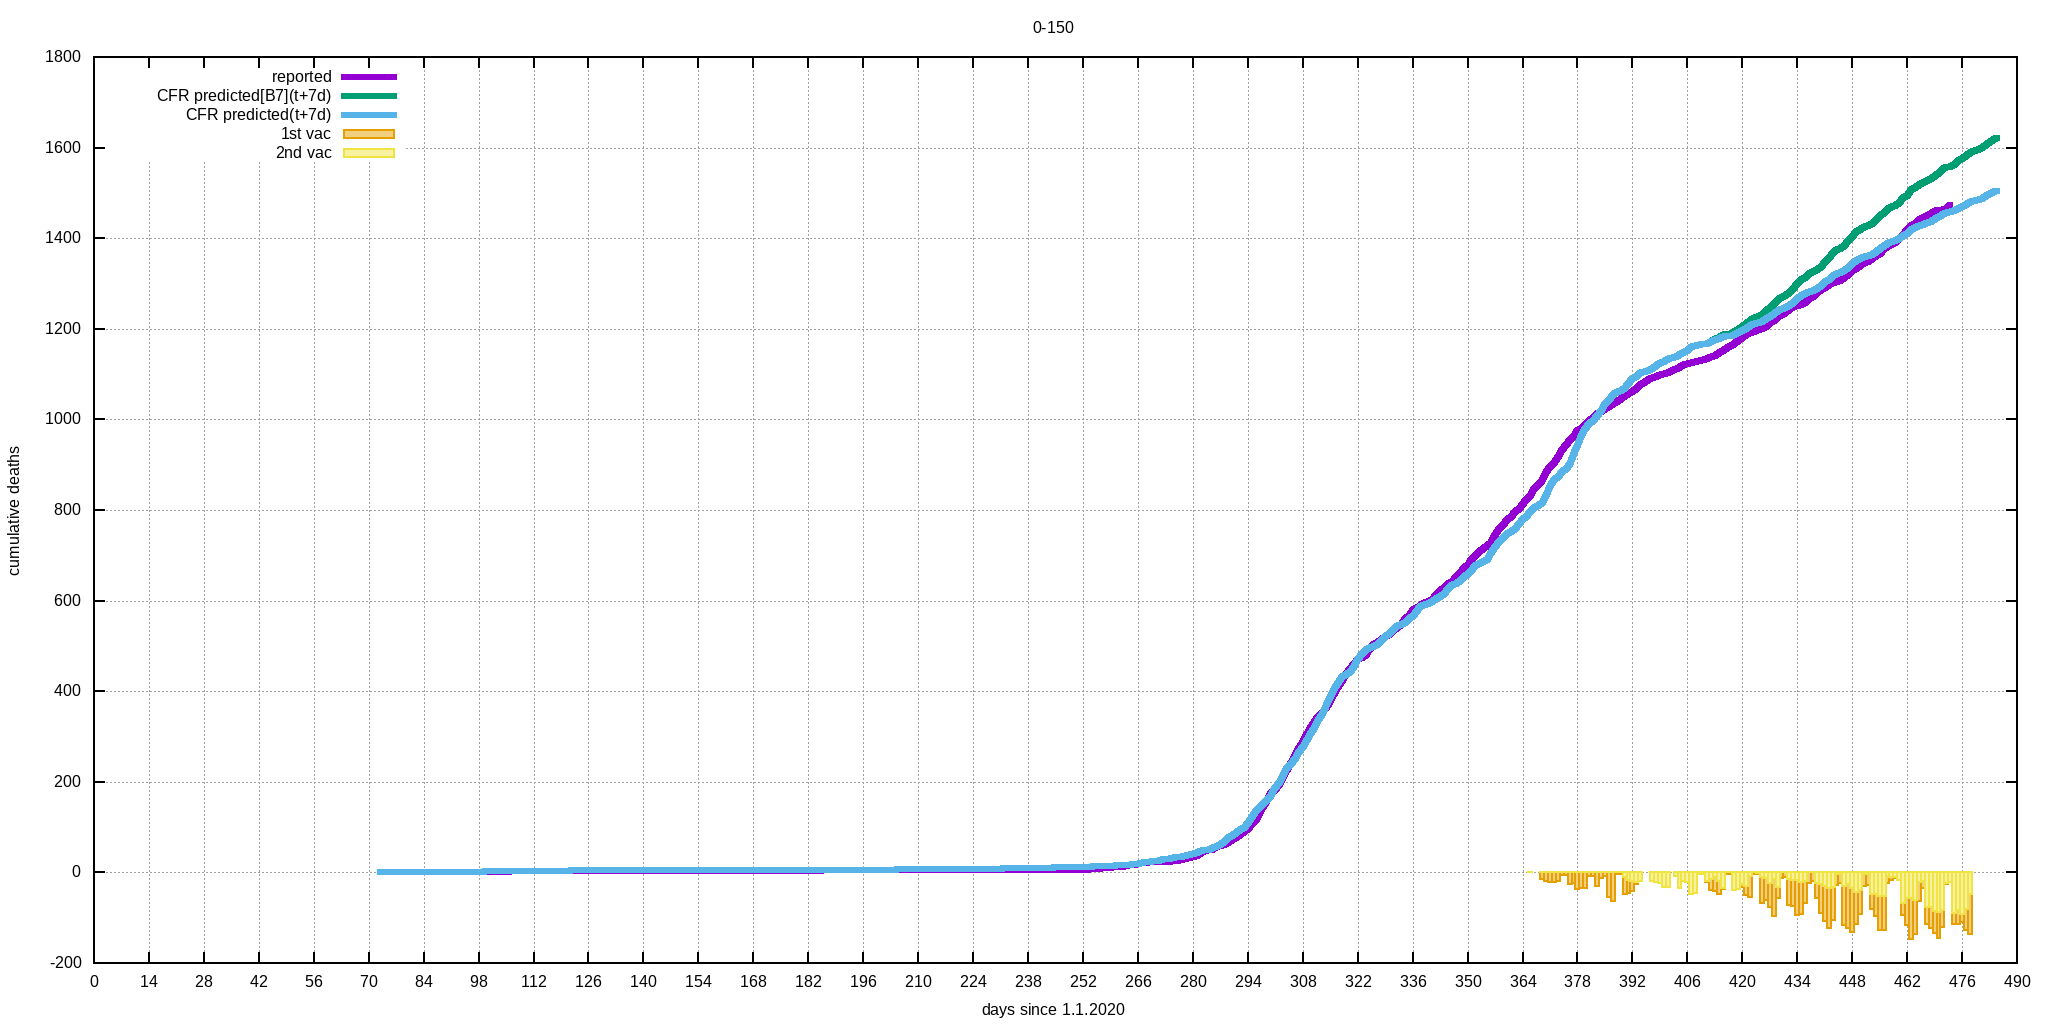 0-150
reported
CFR predicted[B7](t+7d)
CFR predicted(t+7d)
1st vac
2nd vac
1800
1600
1400
1200
1000
800
600
400
200
0
-200
cumulative deaths
0 14 28 42 56 70 84 98 112 126 140 154 168 182 196 210 224 238 252 266 280 294 308 322 336 350 364 378 392 406 420 434 448 462 476 490
days since 1.1.2020